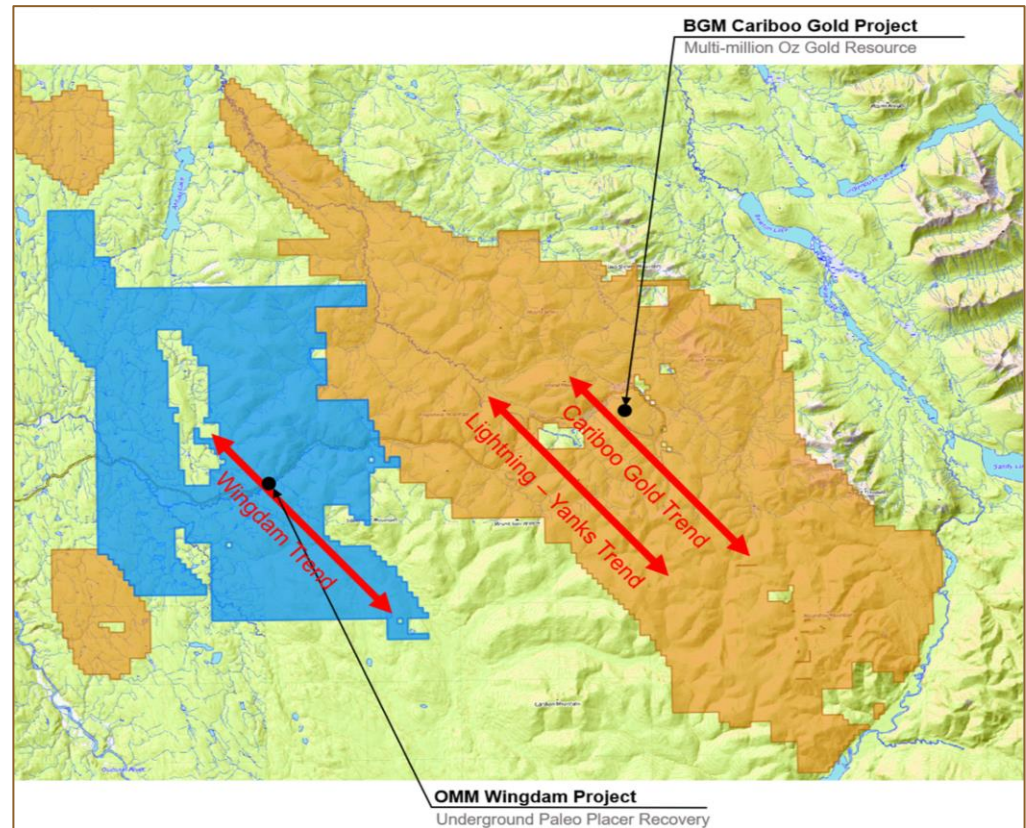 BGM Cariboo Gold Project
Multi-million Oz Gold Resource
Cariboo Gold Trend
Lightning – Yanks Trend
Wingdam Trend
OMM Wingdam Project
Underground Paleo Placer Recovery